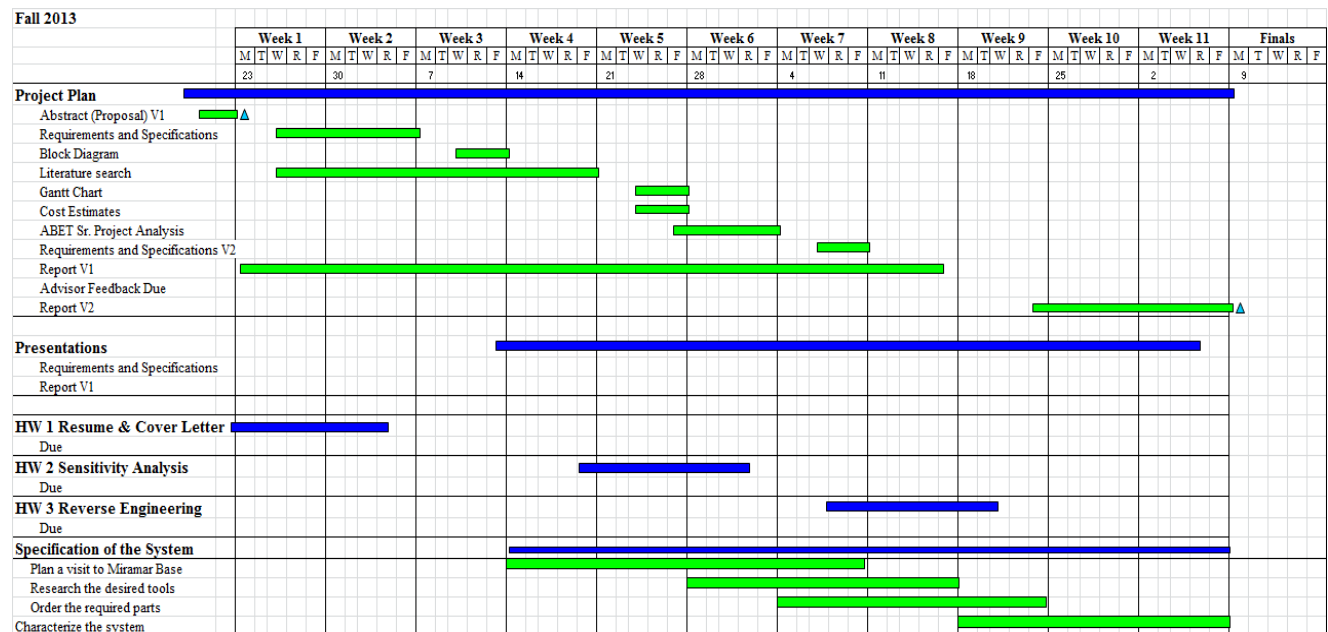 Fall 2013
Week 1 Week 2 Week 3 Week 4 Week 5 Week 6 Week 7 Week 8 Week 9 Week 10 Week 11 Finals
M T W R F M T W R F M T W R F M T W R F M T W R F M T W R F M T W R F M T W R F M T W R F M T W R F M T W R F M T W R F
23 30 7 14 21 28 4 11 18 25 2 9
Project Plan
Abstract (Proposal) V1
Requirements and Specifications
Block Diagram
Literature search
Gantt Chart
Cost Estimates
ABET Sr. Project Analysis
Requirements and Specifications V2
Report V1
Advisor Feedback Due
Report V2
Presentations
Requirements and Specifications
Report V1
HW 1 Resume & Cover Letter
Due
HW 2 Sensitivity Analysis
Due
HW 3 Reverse Engineering
Due
Specification of the System
Plan a visit to Miramar Base
Research the desired tools
Order the required parts
Characterize the system